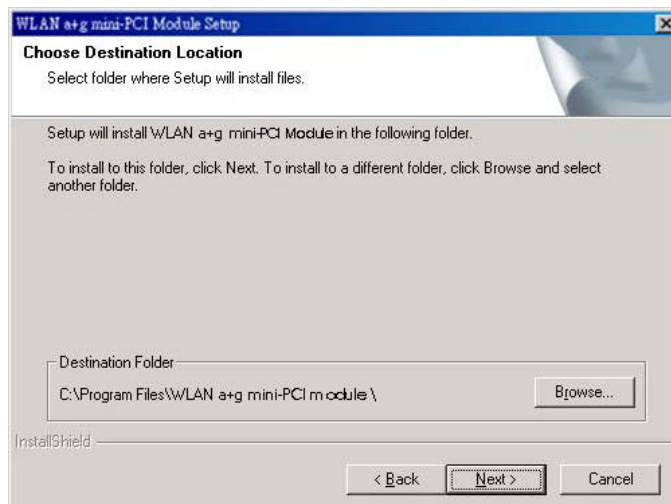 WLAN a+g mini-PCI Module Setup
Choose Destination Location
Select folder where Setup will install files.
Setup will install WLAN a+g mini-PCI Module in the following folder.
To install to this folder, click Next. To install to a different folder, click Browse and select
another folder.
Destination Folder
C:\Program Files\WLAN a+g mini-PCI module \
Browse...
InstallShield
< Back
Next >
Cancel